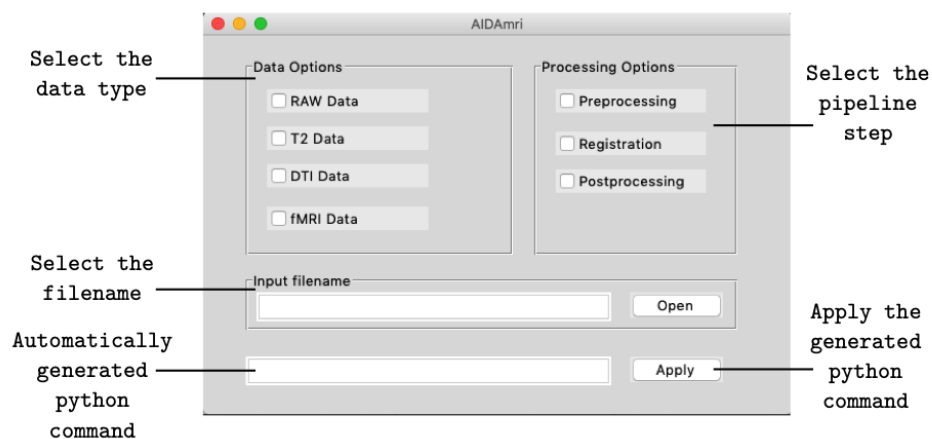 AIDAmri
Select the
data type
Data Options
RAW Data
T2 Data
DTI Data
fMRI Data
Processing Options
Preprocessing
Registration
Postprocessing
Select the
pipeline
step
Select the
filename
Input filename
Open
Automatically
generated
python
command
Apply
Apply the
generated
python
command